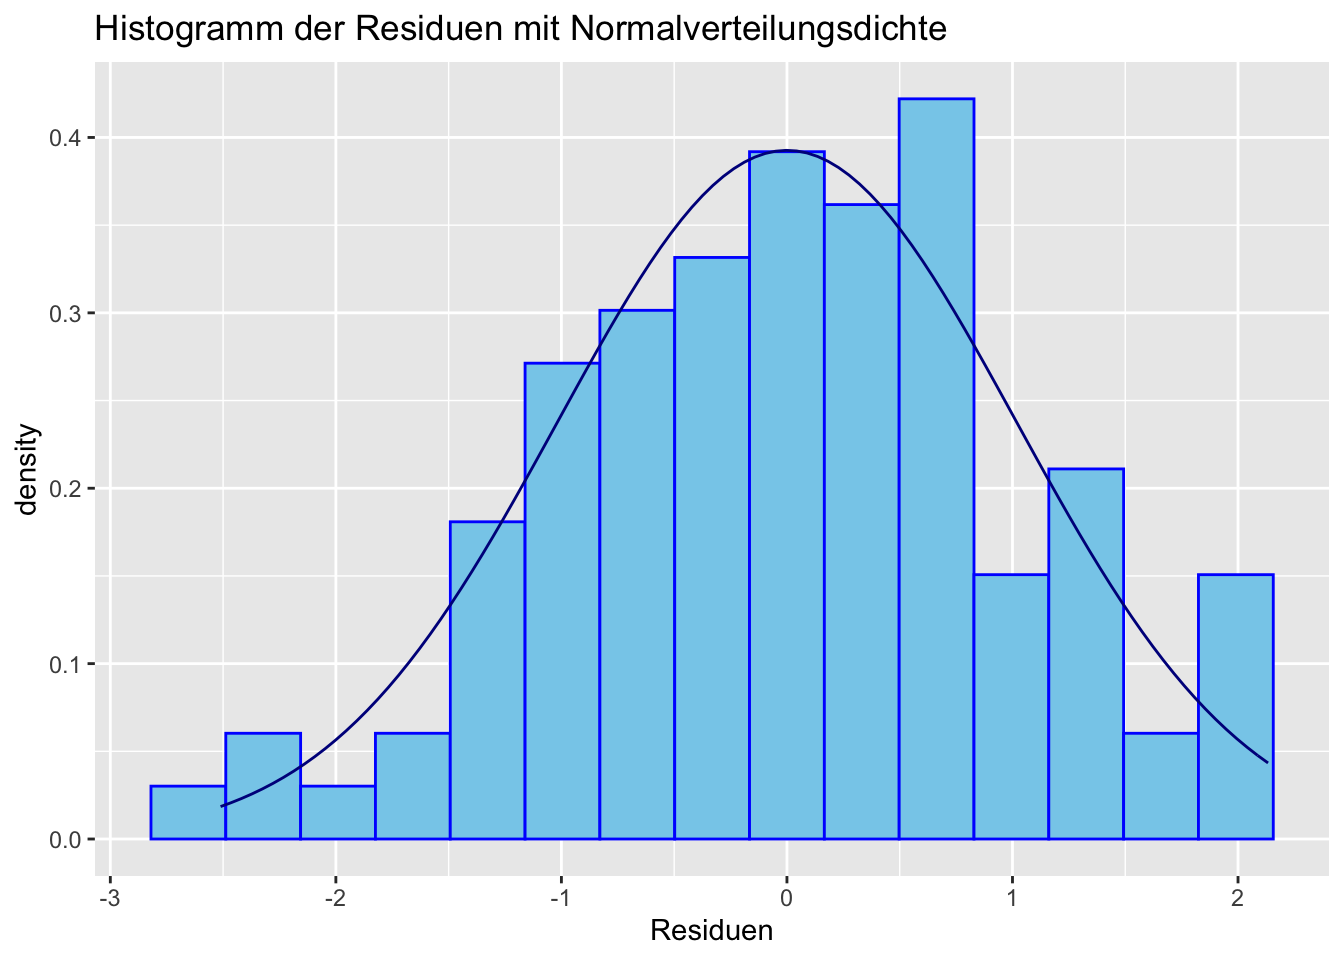 Histogramm der Residuen mit Normalverteilungsdichte
density
0.4
0.3
0.2
0.1
0.0
-3 -2 -1 0 1 2
Residuen